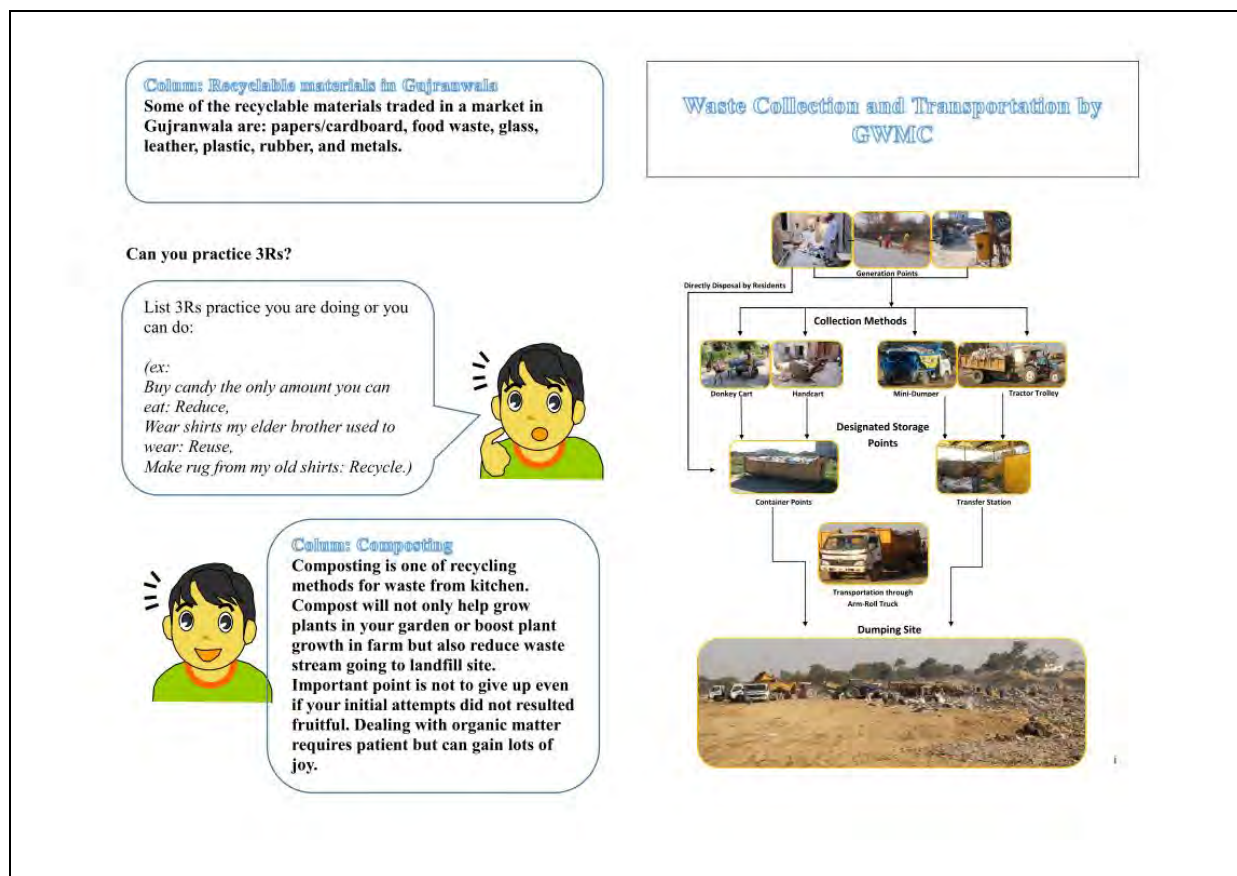 Colum: Recyclable materials in Gujranwala
Some of the recyclable materials traded in a market in
Gujranwala are: papers/cardboard, food waste, glass,
leather, plastic, rubber, and metals.
Can you practice 3Rs?
List 3Rs practice you are doing or you
can do:
(ex:
Buy candy the only amount you can
eat: Reduce,
Wear shirts my elder brother used to
wear: Reuse,
Make rug from my old shirts: Recycle.)
Colum: Composting
Composting is one of recycling
methods for waste from kitchen.
Compost will not only help grow
plants in your garden or boost plant
growth in farm but also reduce waste
stream going to landfill site.
Important point is not to give up even
if your initial attempts did not resulted
fruitful. Dealing with organic matter
requires patient but can gain lots of
joy.
Waste Collection and Transportation by
GWMC
Generation Points
Directly Disposal by Residents
Collection Methods
Donkey Cart
Handcart
Mini-Dumper
Tractor Trolley
Designated Storage
Points
Container Points
Transfer Station
Transportation through
Arm-Roll Truck
Dumping Site
i